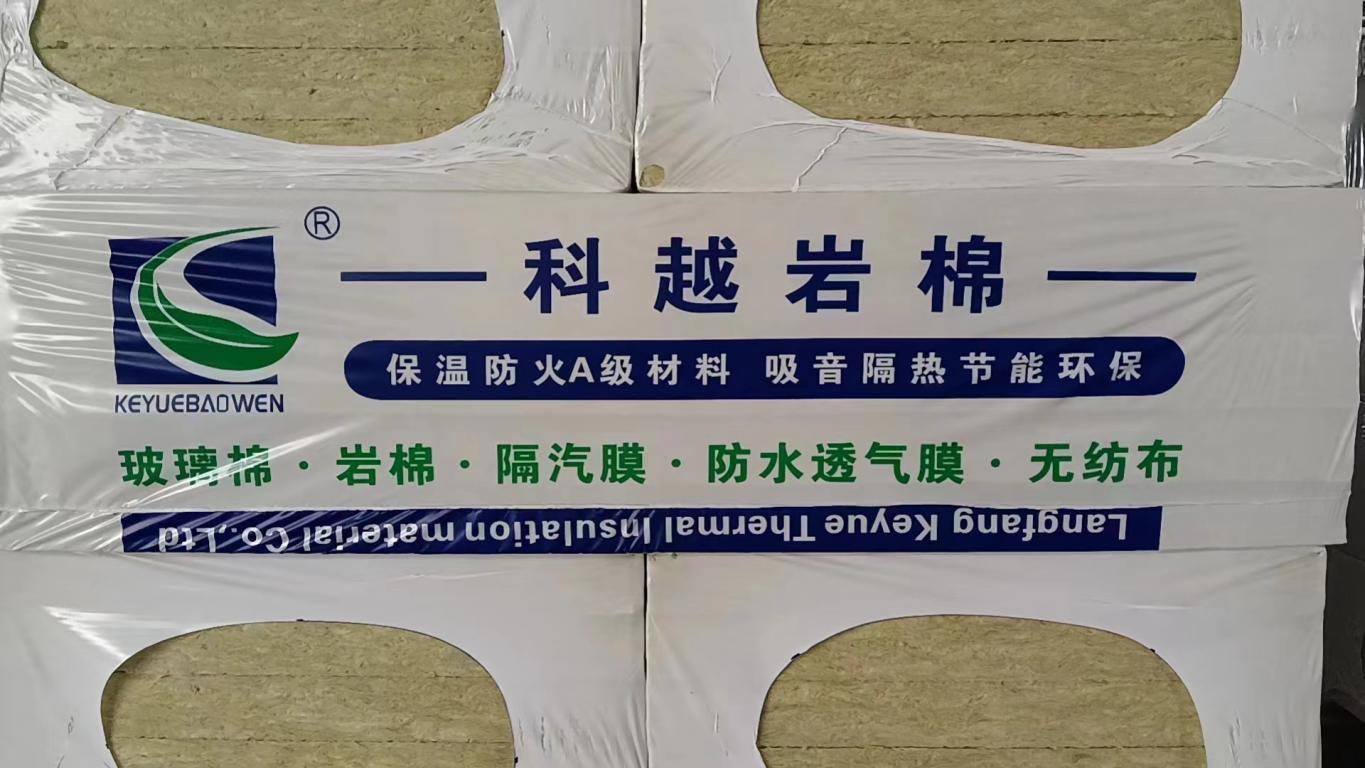 ®
科越岩棉
保温防火A级材料 吸音隔热节能环保
KEYUEBAOWEN
玻璃棉·岩棉·隔汽膜·防水透气膜·无纺布
Langfang Keyue Thermal Insulation material Co.,Ltd